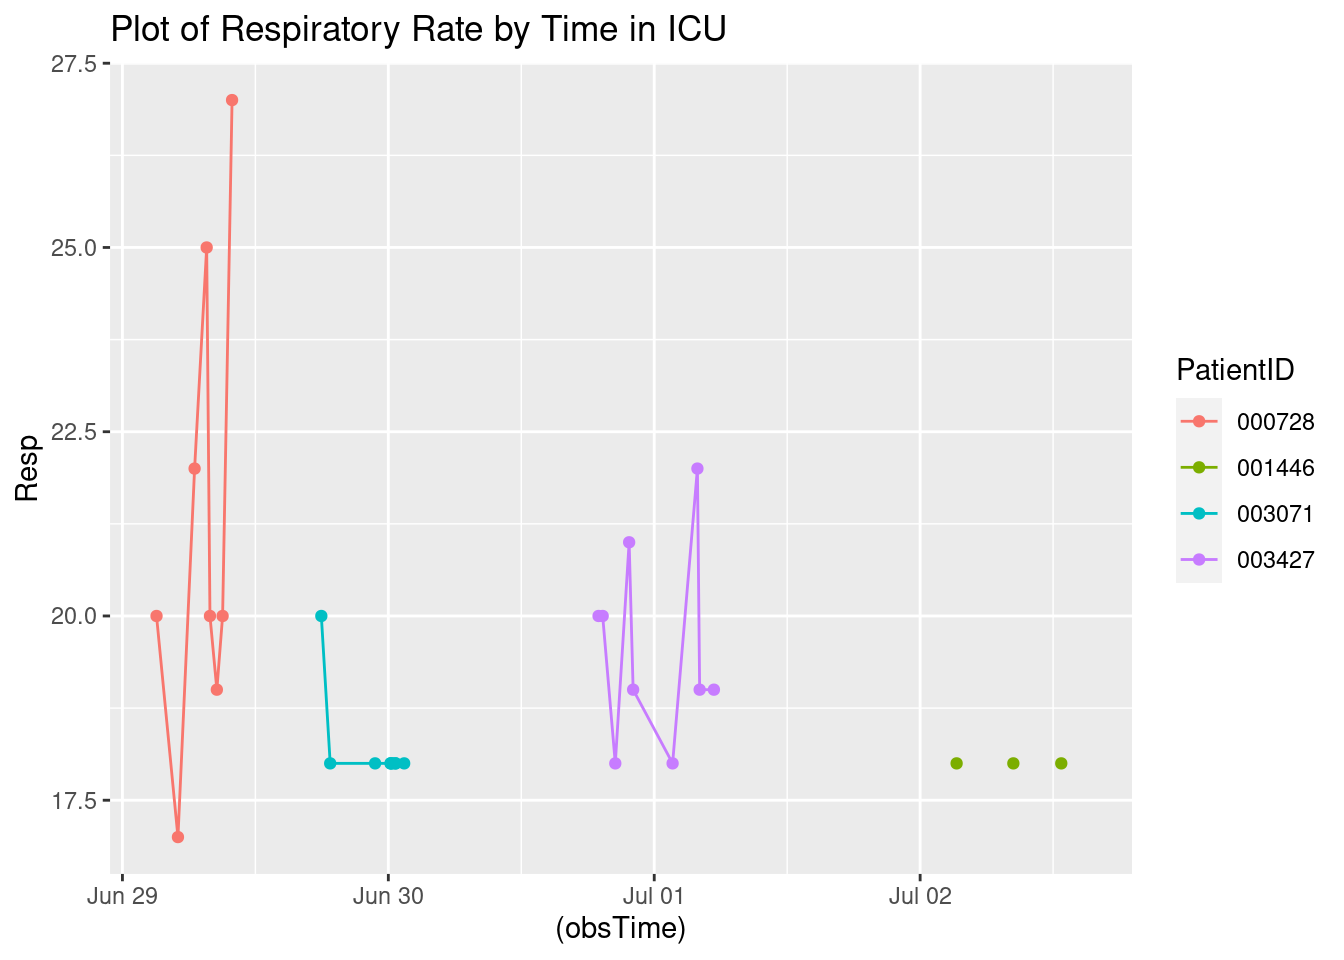 Plot of Respiratory Rate by Time in ICU
27.5
25.0
22.5
20.0
17.5
Resp
Jun 29
Jun 30
Jul 01
Jul 02
(obsTime)
PatientID
000728
001446
003071
003427